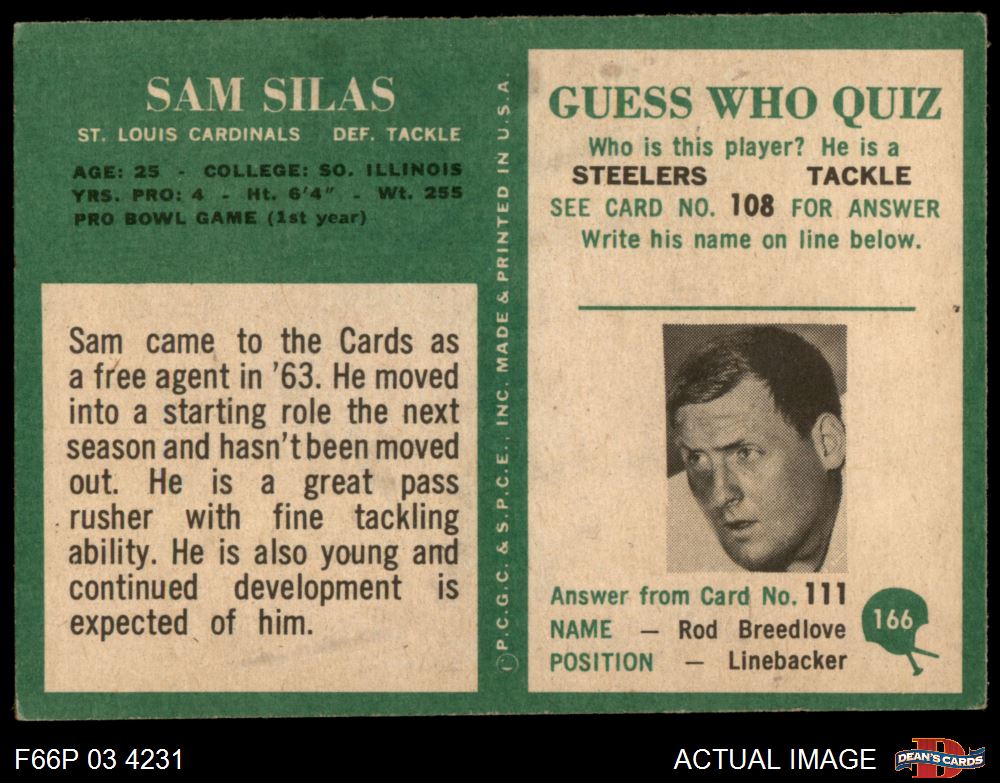 SAM SILAS
ST. LOUIS CARDINALS DEF. TACKLE
AGE: 25 - COLLEGE: SO. ILLINOIS
YRS. PRO: 4 - Ht. 6'4" - Wt. 255
PRO BOWL GAME (1st year)
Sam came to the Cards as
a free agent in '63. He moved
into a starting role the next
season and hasn't been moved
out. He is a great pass
rusher with fine tackling
ability. He is also young and
continued development is
expected of him.
© P.C.G.C. & S.P.C.E., INC. MADE & PRINTED IN U.S.A.
GUESS WHO QUIZ
Who is this player? He is a
STEELERS TACKLE
SEE CARD NO. 108 FOR ANSWER
Write his name on line below.
Answer from Card No. 111
NAME — Rod Breedlove
POSITION — Linebacker
166
F66P 03 4231
ACTUAL IMAGE
D
DEAN'S CARDS